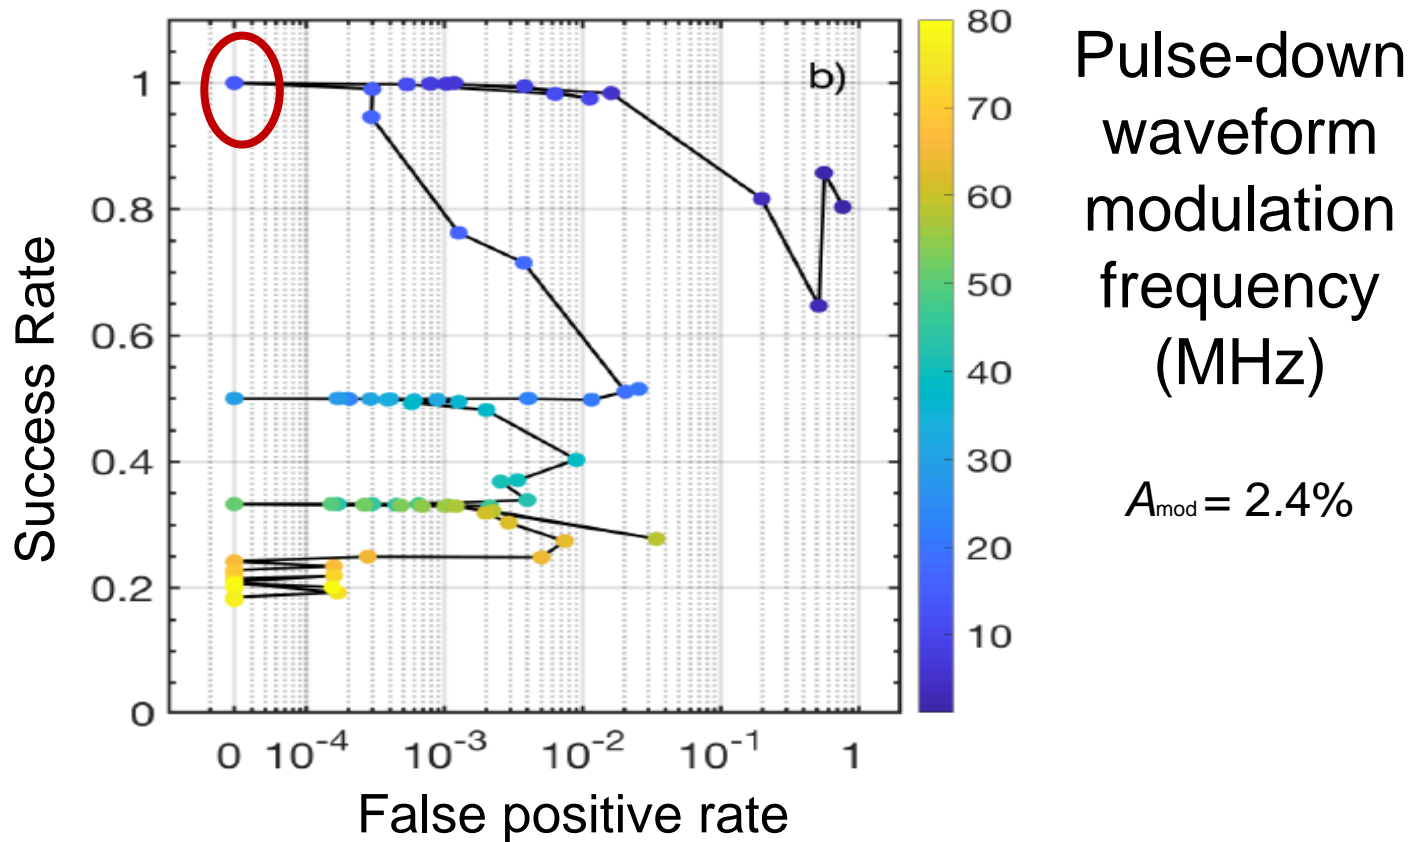 b)
1
0.8
0.6
0.4
0.2
0
0 10⁻⁴ 10⁻³ 10⁻² 10⁻¹ 1
Success Rate
False positive rate
80
70
60
50
40
30
20
10
Pulse-down
waveform
modulation
frequency
(MHz)
Amod = 2.4%